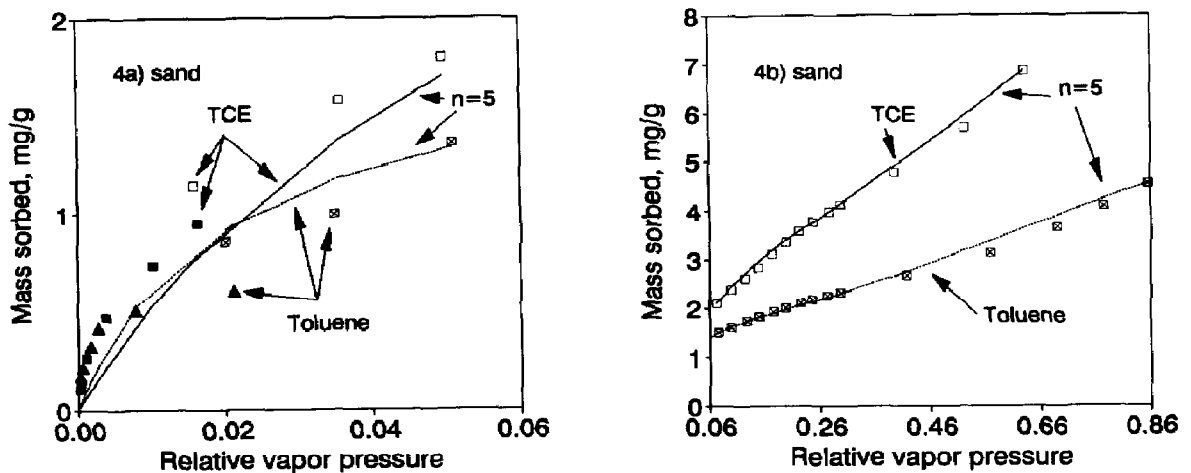 2
4a) sand
TCE
n=5
1
Toluene
0
0.00
0.02
0.04
0.06
Mass sorbed, mg/g
Relative vapor pressure
8
7
6
5
4
3
2
1
0
4b) sand
TCE
n=5
Toluene
0.06
0.26
0.46
0.66
0.86
Mass sorbed, mg/g
Relative vapor pressure